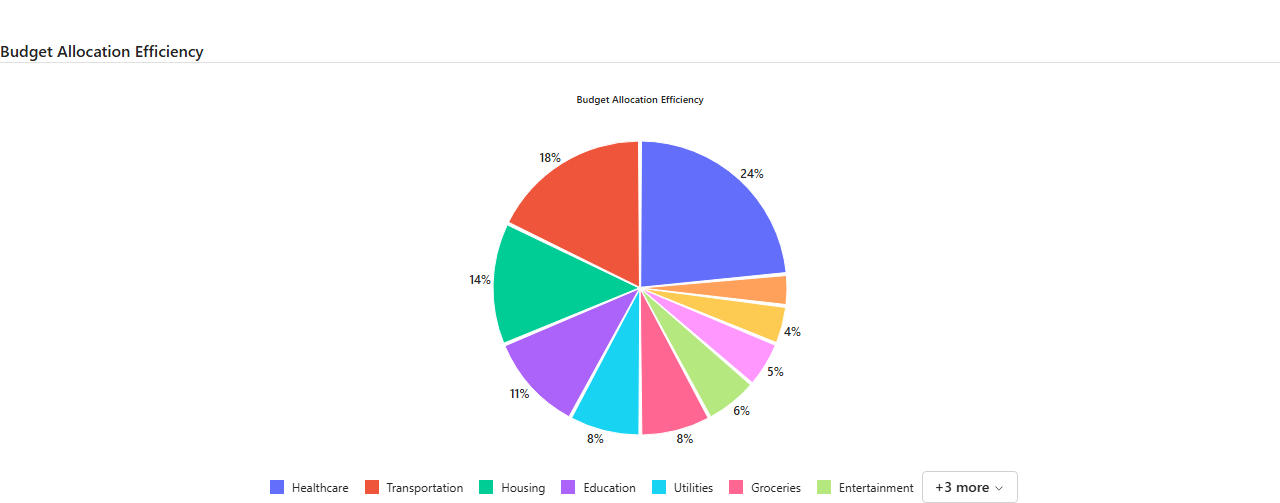 Budget Allocation Efficiency
Budget Allocation Efficiency
18%
24%
14%
4%
5%
11%
6%
8%
8%
Healthcare
Transportation
Housing
Education
Utilities
Groceries
Entertainment
+3 more